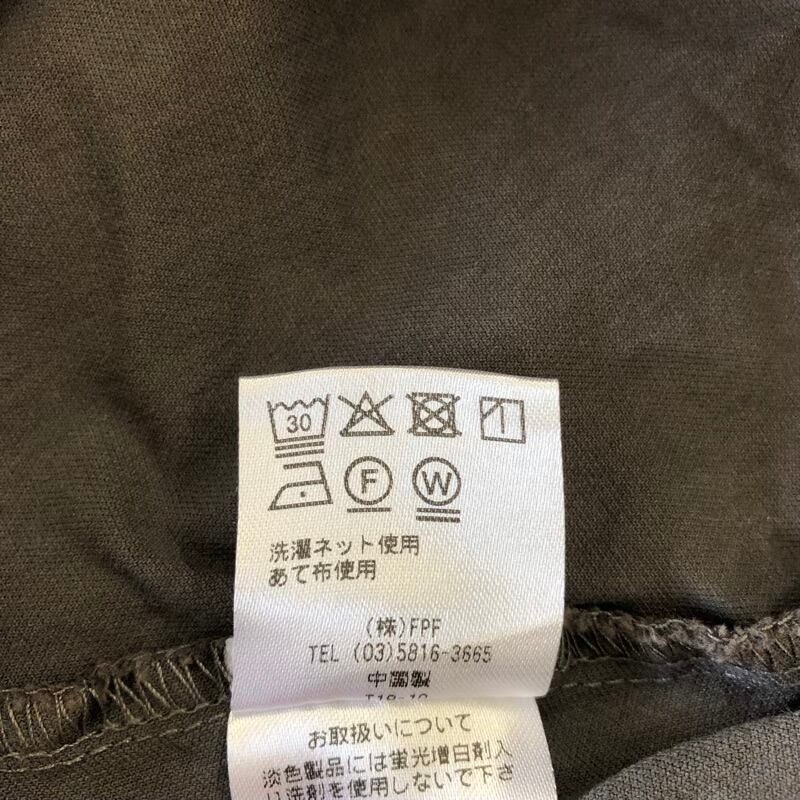 30
F W
洗濯ネット使用
あて布使用
(株)FPF
TEL (03)5816-3665
中国製
お取扱いについて
淡色製品には蛍光増白剤入
い洗剤を使用しないで下さ